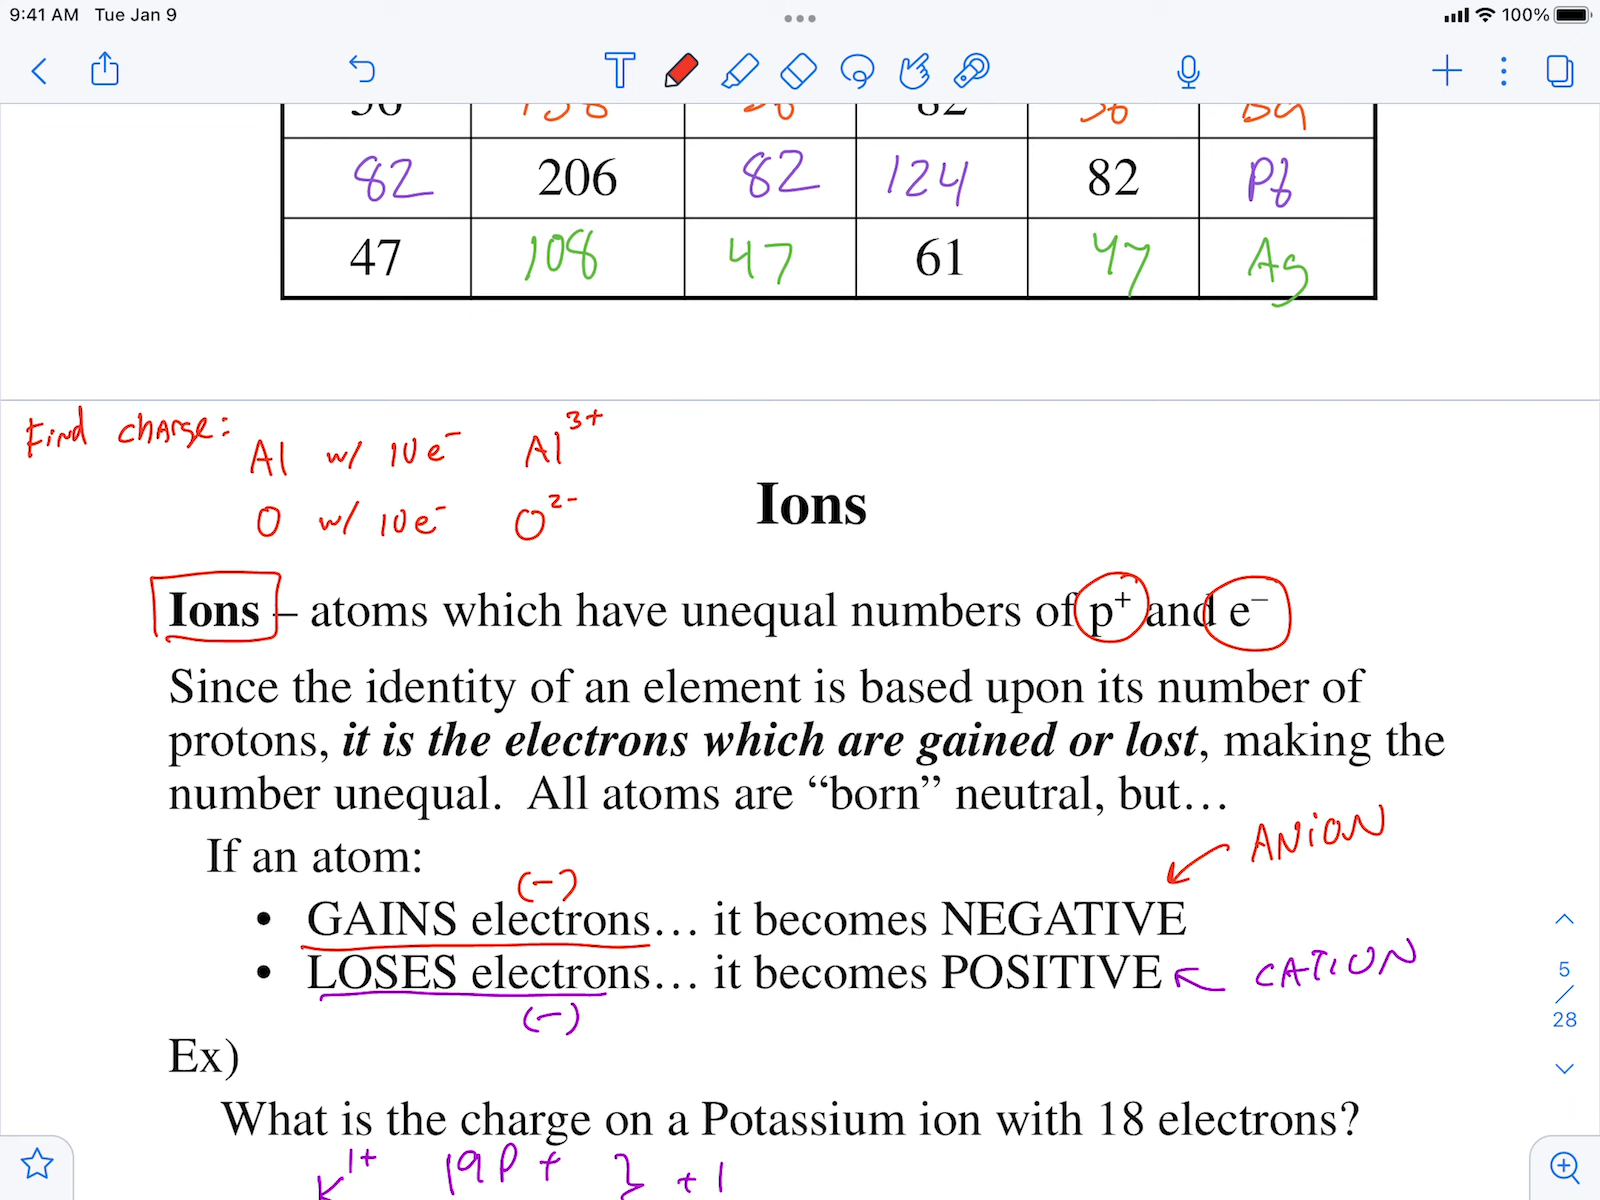 9:41 AM Tue Jan 9
100%
82 206 82 124 82 Pb
47 108 47 61 47 Ag
Find charge:
Al w/ 10e⁻ Al³⁺
O w/ 10e⁻ O²⁻
Ions
Ions – atoms which have unequal numbers of p⁺ and e⁻
Since the identity of an element is based upon its number of
protons, it is the electrons which are gained or lost, making the
number unequal. All atoms are “born” neutral, but…
ANION
If an atom:
(-)
• GAINS electrons… it becomes NEGATIVE
• LOSES electrons… it becomes POSITIVE CATION
(-)
5
/
28
Ex)
What is the charge on a Potassium ion with 18 electrons?
K¹⁺ 19p+ } +1